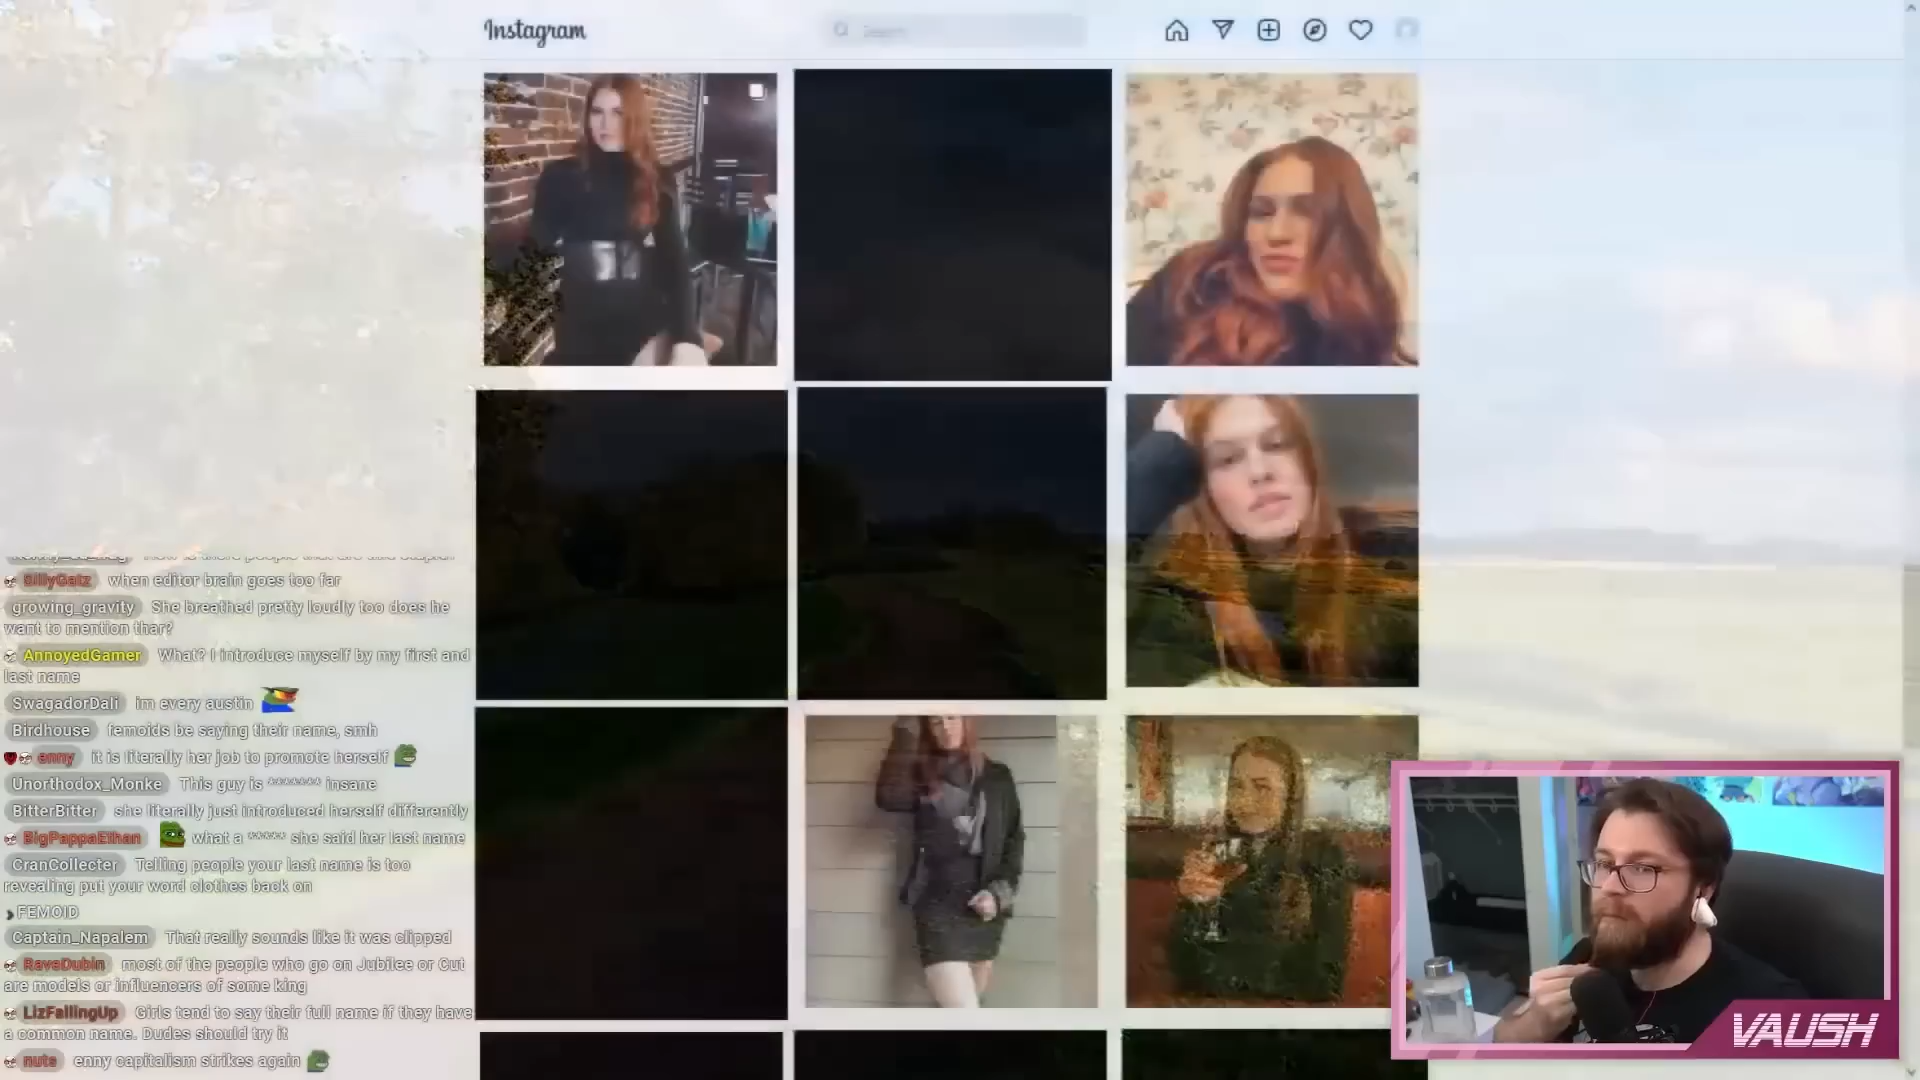 Instagram
Search
SillyGatz when editor brain goes too far
growing_gravity She breathed pretty loudly too does he
want to mention thar?
AnnoyedGamer What? I introduce myself by my first and
last name
SwagadorDali im every austin
Birdhouse femoids be saying their name, smh
enny it is literally her job to promote herself
Unorthodox_Monke This guy is ******* insane
BitterBitter she literally just introduced herself differently
BigPappaEthan what a ***** she said her last name
CranCollecter Telling people your last name is too
revealing put your word clothes back on
FEMOID
Captain_Napalem That really sounds like it was clipped
RaveDubin most of the people who go on Jubilee or Cut
are models or influencers of some king
LizFallingUp Girls tend to say their full name if they have
a common name. Dudes should try it
nuts enny capitalism strikes again
VAUSH